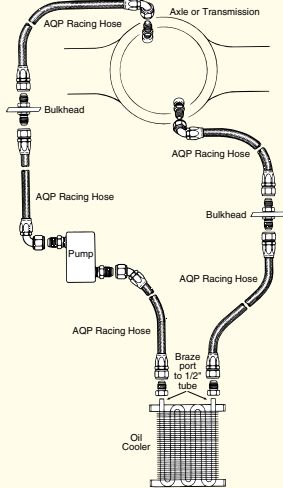 Axle or Transmission
AQP Racing Hose
Bulkhead
AQP Racing Hose
AQP Racing Hose
Bulkhead
Pump
AQP Racing Hose
AQP Racing Hose
Braze
port
to 1/2"
tube
Oil
Cooler